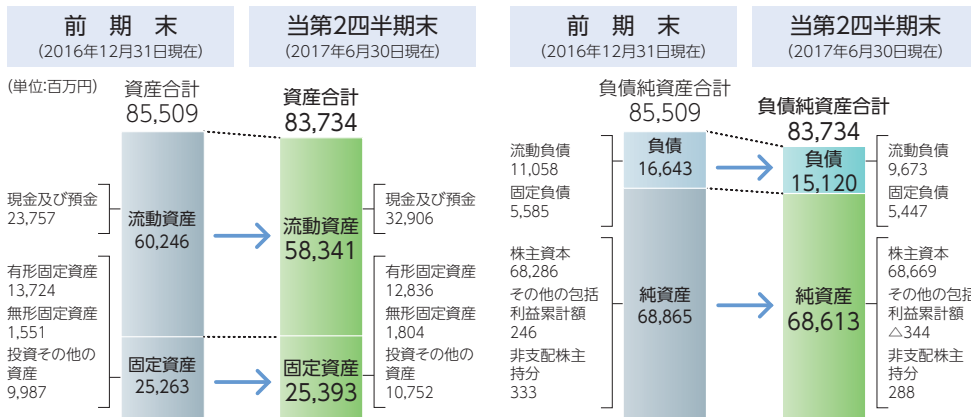 前 期 末
(2016年12月31日現在)
当第2四半期末
(2017年6月30日現在)
(単位:百万円)
資産合計
85,509
資産合計
83,734
現金及び預金
23,757
流動資産
60,246
流動資産
58,341
現金及び預金
32,906
有形固定資産
13,724
無形固定資産
1,551
投資その他の
資産
9,987
固定資産
25,263
固定資産
25,393
有形固定資産
12,836
無形固定資産
1,804
投資その他の
資産
10,752
前 期 末
(2016年12月31日現在)
当第2四半期末
(2017年6月30日現在)
負債純資産合計
85,509
負債純資産合計
83,734
流動負債
11,058
固定負債
5,585
負債
16,643
負債
15,120
流動負債
9,673
固定負債
5,447
株主資本
68,286
その他の包括
利益累計額
246
非支配株主
持分
333
純資産
68,865
純資産
68,613
株主資本
68,669
その他の包括
利益累計額
△344
非支配株主
持分
288